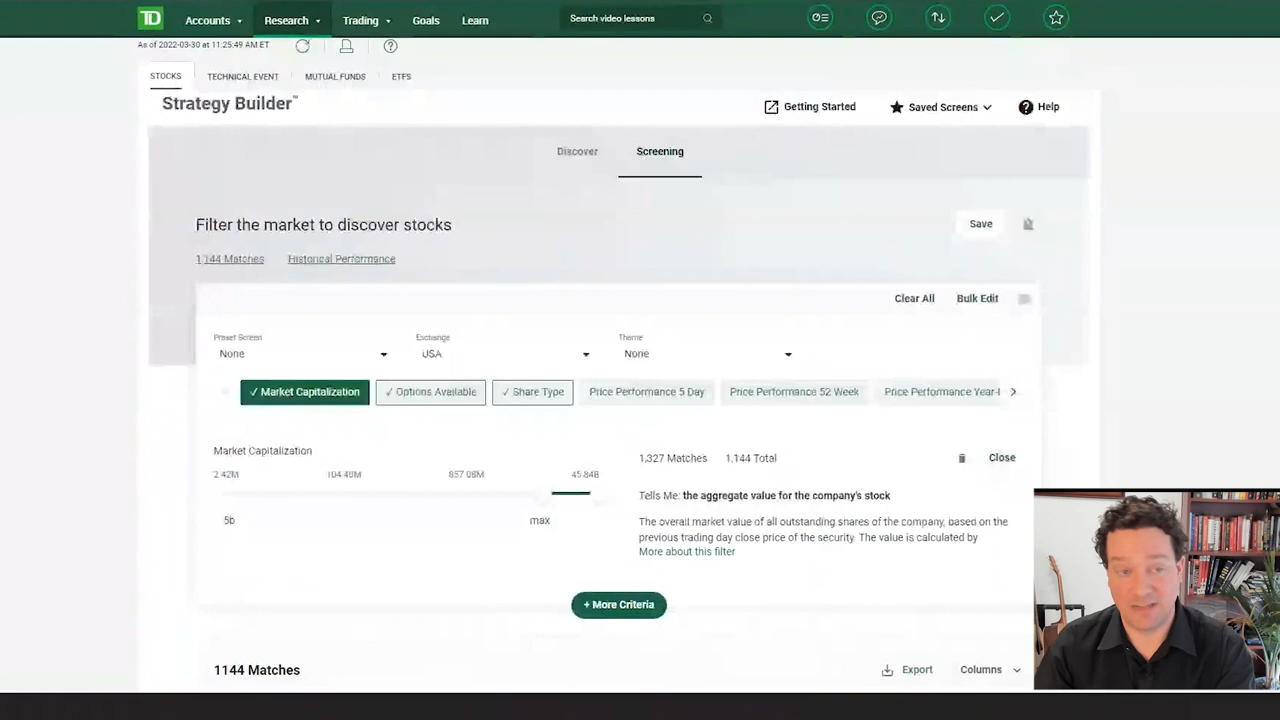 TD Accounts Research Trading Goals Learn Search video lessons
As of 2022-03-30 at 11:25:49 AM ET
STOCKS TECHNICAL EVENT MUTUAL FUNDS ETFS
Strategy Builder™
Getting Started Saved Screens Help
Discover Screening
Filter the market to discover stocks
Save
1,144 Matches Historical Performance
Clear All Bulk Edit
Preset Screen Exchange Theme
None USA None
✓ Market Capitalization ✓ Options Available ✓ Share Type Price Performance 5 Day Price Performance 52 Week Price Performance Year-
Market Capitalization
1,327 Matches 1,144 Total Close
2.42M 104.40M 857.08M 45.84B
Tells Me: the aggregate value for the company's stock
5b max
The overall market value of all outstanding shares of the company, based on the
previous trading day close price of the security. The value is calculated by
More about this filter
+ More Criteria
1144 Matches Export Columns